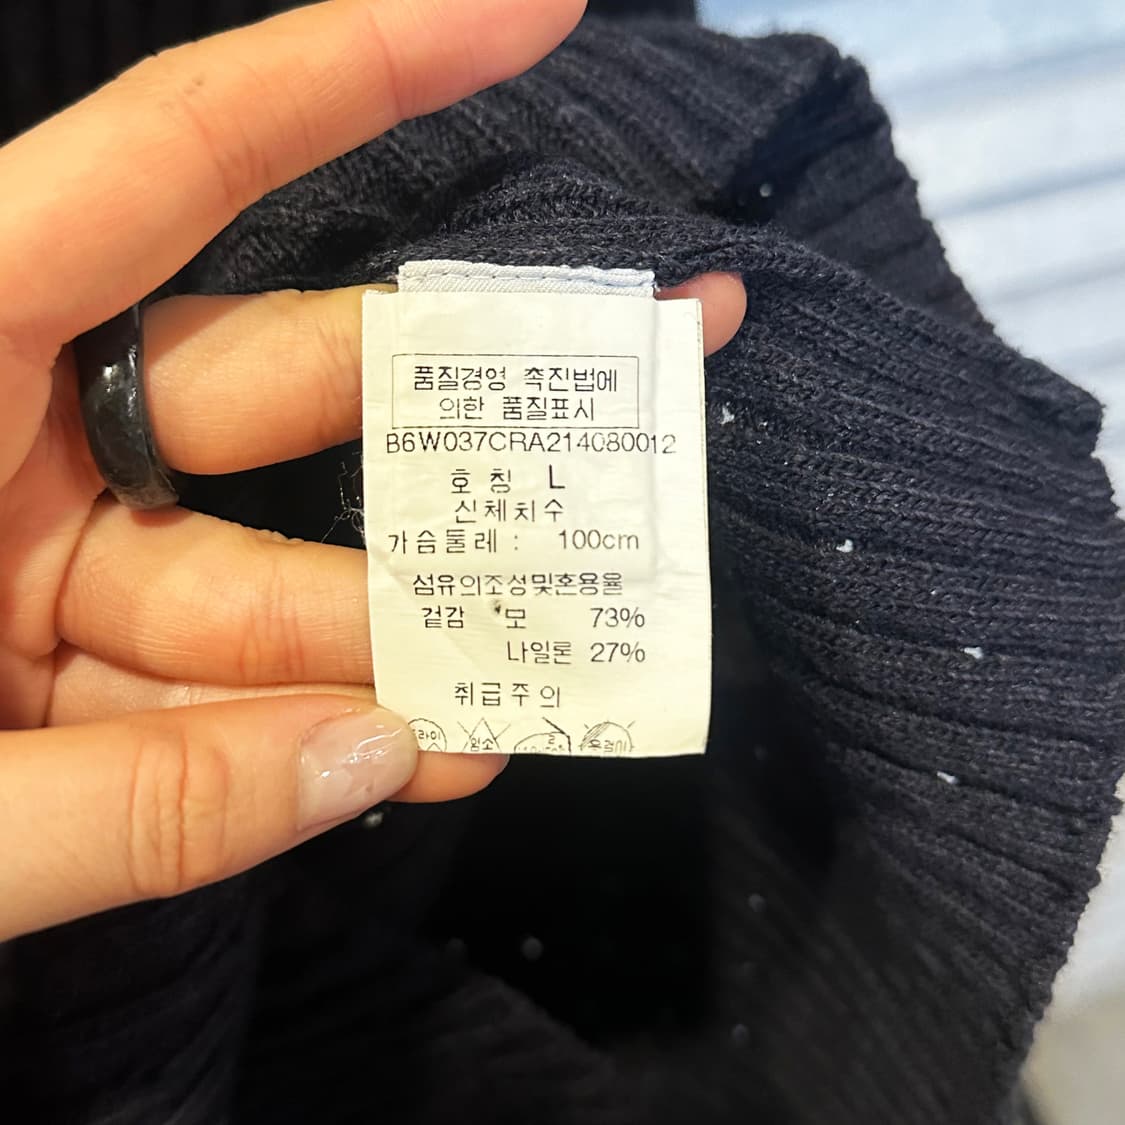 품질경영 촉진법에
의한 품질표시
B6W037CRA214080012
호칭 L
신체치수
가슴둘레 : 100cm
섬유의조성및혼용율
겉감 모 73%
나일론 27%
취급주의
염소